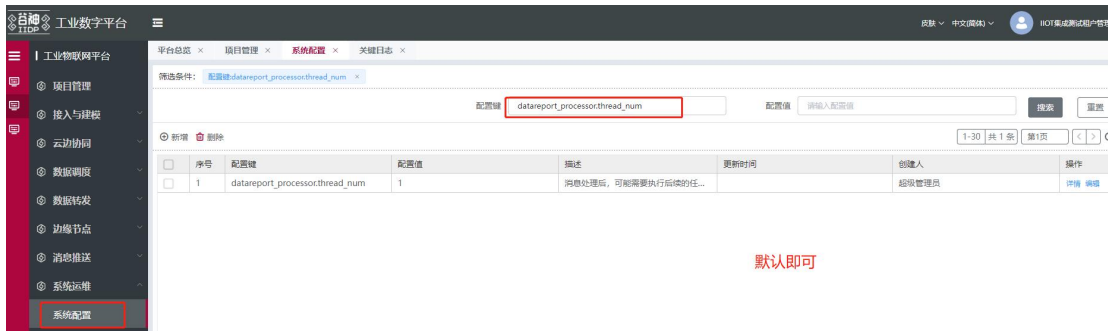 谷神 IIDP 工业数字平台 皮肤 中文(简体) IIOT集成测试租户管理
工业物联网平台 平台总览 × 项目管理 × 系统配置 × 关键日志 ×
筛选条件： 配置键:datareport_processor.thread_num ×
项目管理
配置键 datareport_processor.thread_num 配置值 请输入配置值 搜索 重置
接入与建模
新增 删除 1-30 共 1 条 第1页 < >
云边协同
序号 配置键 配置值 描述 更新时间 创建人 操作
数据调度
1 datareport_processor.thread_num 1 消息处理后，可能需要执行后续的任... 超级管理员 详情 编辑
数据转发
边缘节点
消息推送
默认即可
系统运维
系统配置